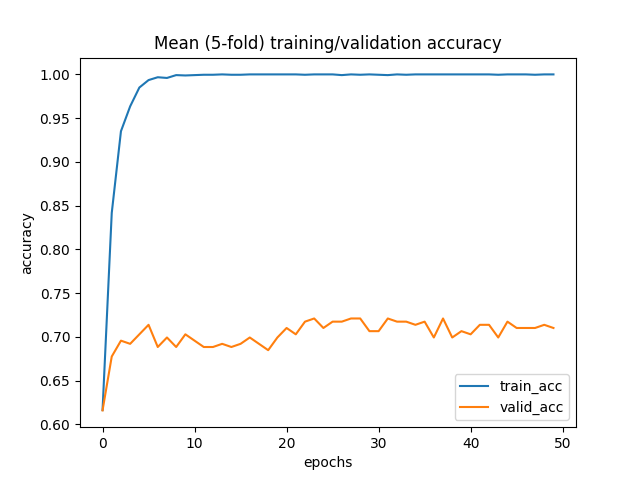 Mean (5-fold) training/validation accuracy
accuracy
1.00
0.95
0.90
0.85
0.80
0.75
0.70
0.65
0.60
train_acc
valid_acc
0 10 20 30 40 50
epochs